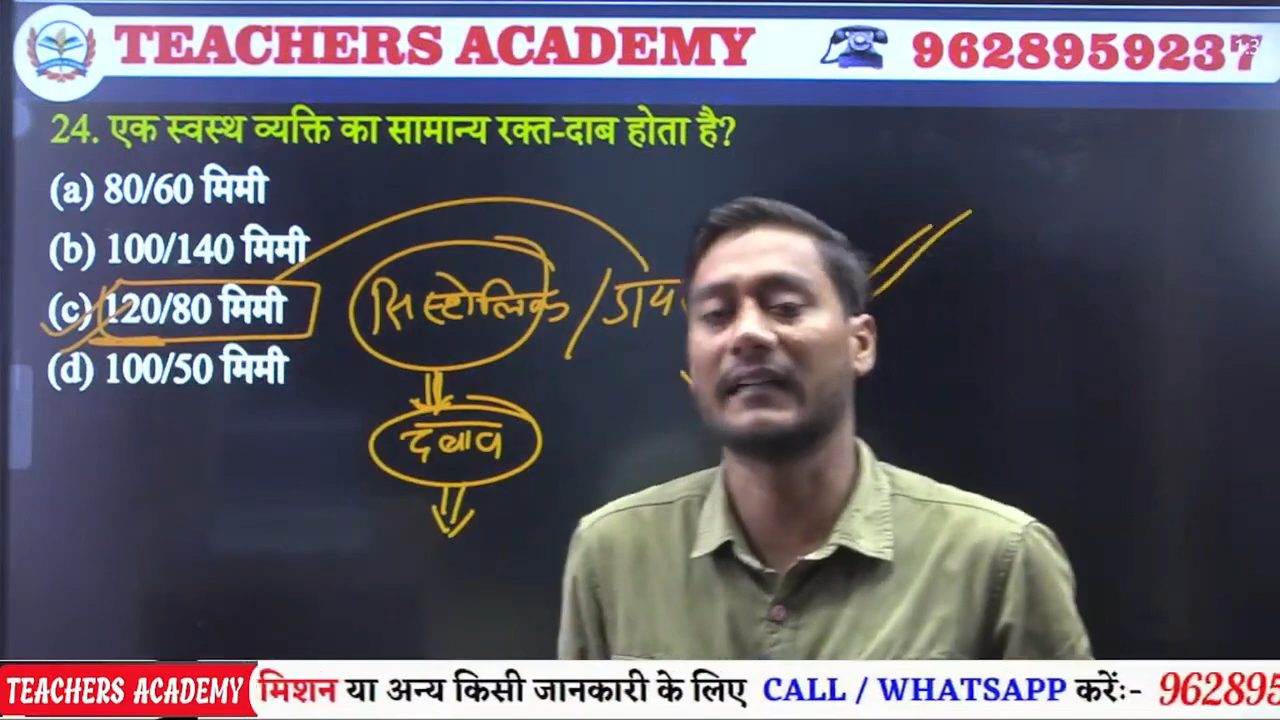 TEACHERS ACADEMY
9628959237
24. एक स्वस्थ व्यक्ति का सामान्य रक्त-दाब होता है?
(a) 80/60 मिमी
(b) 100/140 मिमी
(c) 120/80 मिमी
(d) 100/50 मिमी
सिस्टोलिक / डाय
दबाव
TEACHERS ACADEMY
मिशन या अन्य किसी जानकारी के लिए CALL / WHATSAPP करेंः- 962895